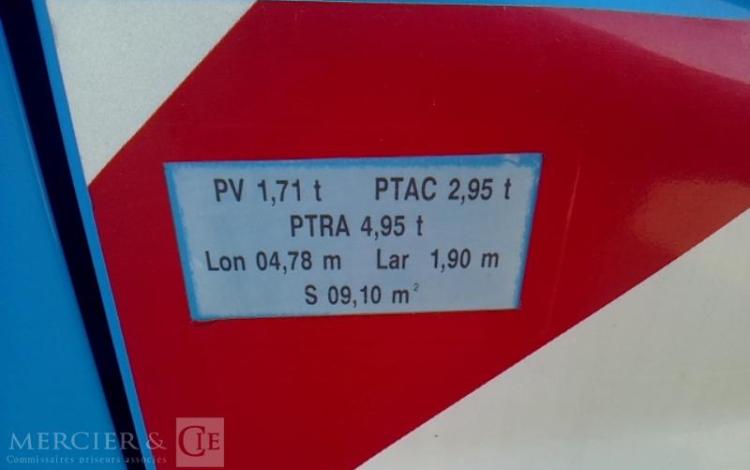 PV 1,71 t PTAC 2,95 t
PTRA 4,95 t
Lon 04,78 m Lar 1,90 m
S 09,10 m²
MERCIER & CIE
Commissaires priseurs associés